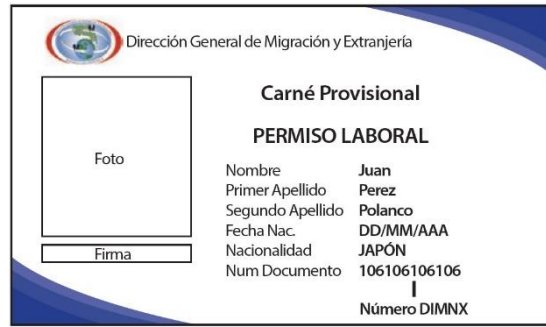 Dirección General de Migración y Extranjería
Carné Provisional
PERMISO LABORAL
Foto
Firma
Nombre Juan
Primer Apellido Perez
Segundo Apellido Polanco
Fecha Nac. DD/MM/AAA
Nacionalidad JAPÓN
Num Documento 106106106106
Número DIMNX